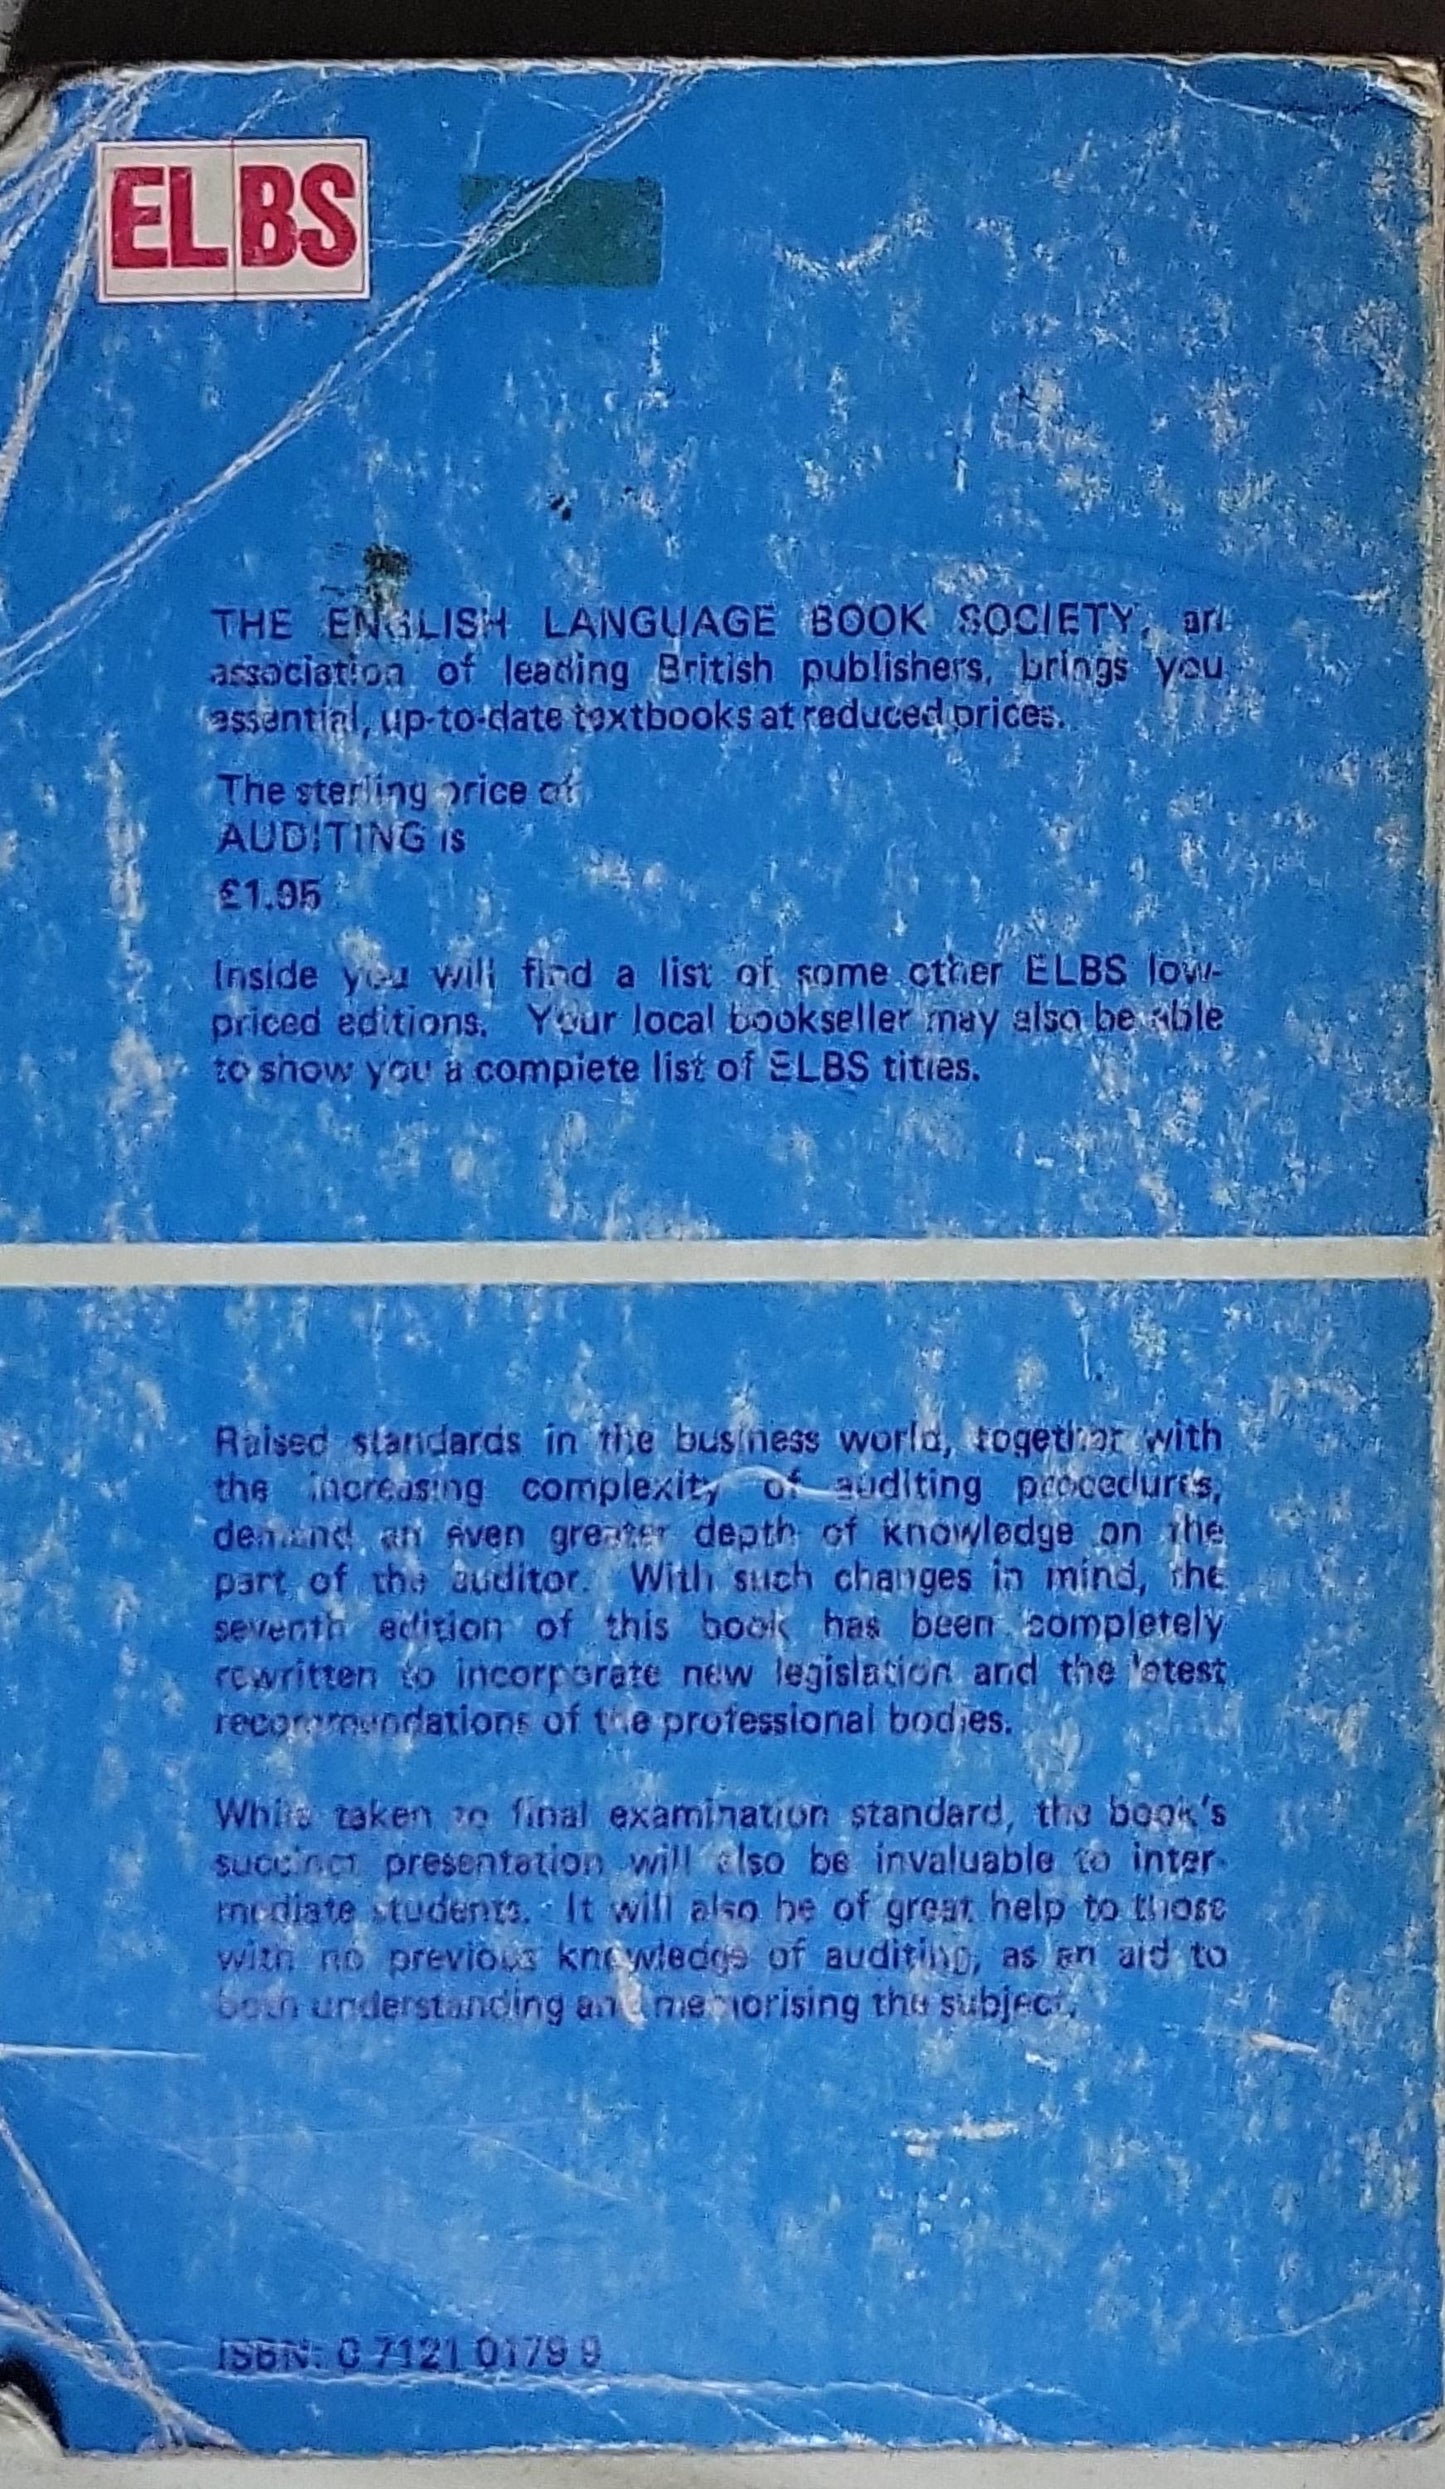 ELBS
THE ENGLISH LANGUAGE BOOK SOCIETY, an
association of leading British publishers, brings you
essential, up-to-date textbooks at reduced prices.
The sterling price of
AUDITING is
£1.95
Inside you will find a list of some other ELBS low-
priced editions. Your local bookseller may also be able
to show you a complete list of ELBS titles.
Raised standards in the business world, together with
the increasing complexity of auditing procedures,
demand an even greater depth of knowledge on the
part of the auditor. With such changes in mind, the
seventh edition of this book has been completely
rewritten to incorporate new legislation and the latest
recommendations of the professional bodies.
While taken to final examination standard, the book's
succinct presentation will also be invaluable to inter-
mediate students. It will also be of great help to those
with no previous knowledge of auditing, as an aid to
both understanding and memorising the subject.
ISBN: 0 7121 0179 9